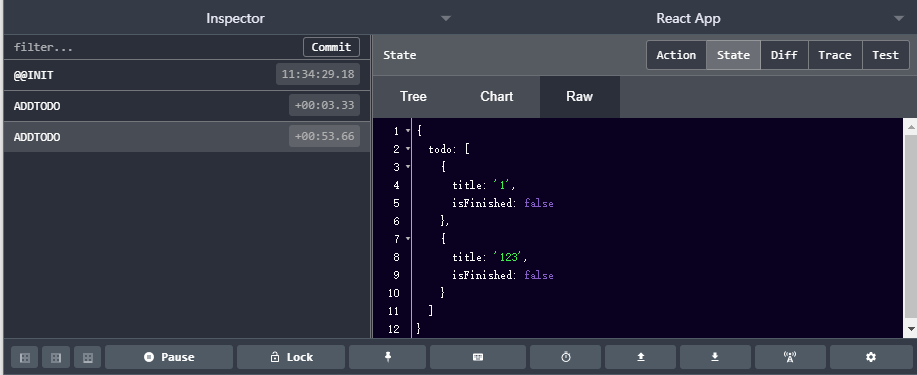 Inspector
React App
filter...
Commit
@@INIT
11:34:29.18
ADDTODO
+00:03.33
ADDTODO
+00:53.66
State
Action
State
Diff
Trace
Test
Tree
Chart
Raw
1 {
2 todo: [
3 {
4 title: '1',
5 isFinished: false
6 },
7 {
8 title: '123',
9 isFinished: false
10 }
11 ]
12 }
Pause
Lock